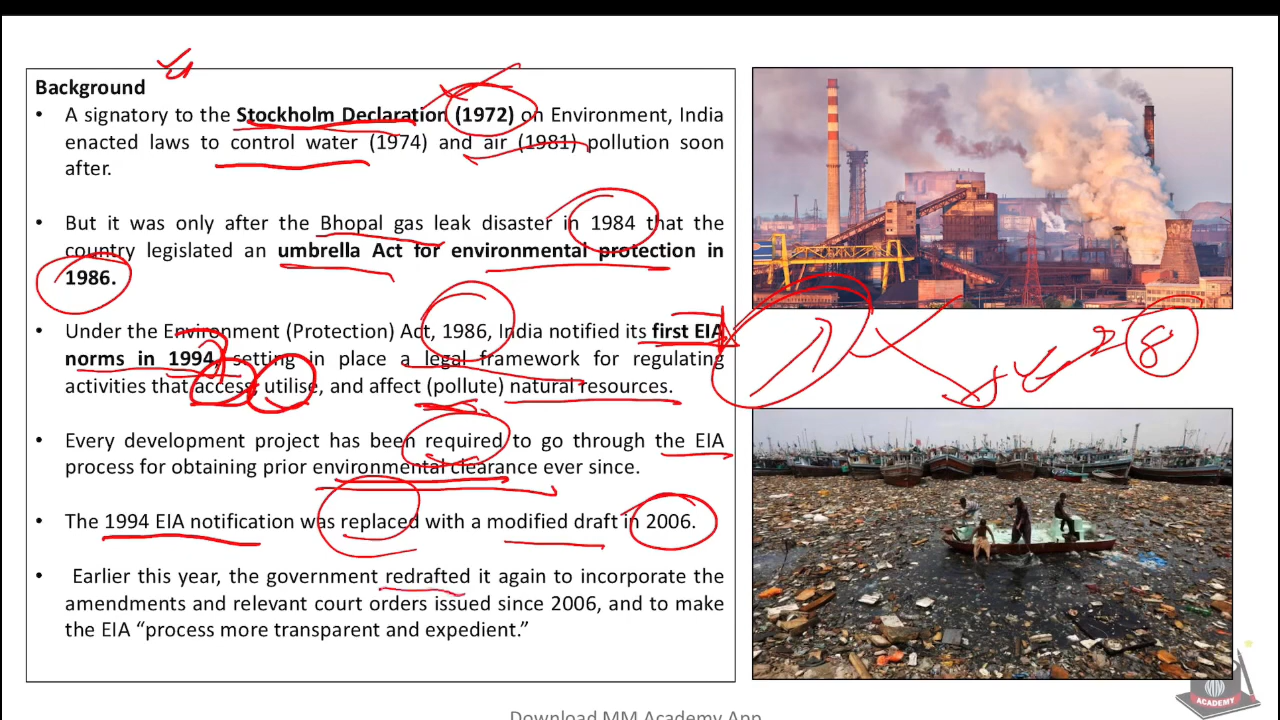 Background
• A signatory to the Stockholm Declaration (1972) on Environment, India
enacted laws to control water (1974) and air (1981) pollution soon
after.
• But it was only after the Bhopal gas leak disaster in 1984 that the
country legislated an umbrella Act for environmental protection in
1986.
• Under the Environment (Protection) Act, 1986, India notified its first EIA
norms in 1994, setting in place a legal framework for regulating
activities that access, utilise, and affect (pollute) natural resources.
• Every development project has been required to go through the EIA
process for obtaining prior environmental clearance ever since.
• The 1994 EIA notification was replaced with a modified draft in 2006.
• Earlier this year, the government redrafted it again to incorporate the
amendments and relevant court orders issued since 2006, and to make
the EIA “process more transparent and expedient.”
8
ACADEMY
Download MM Academy App